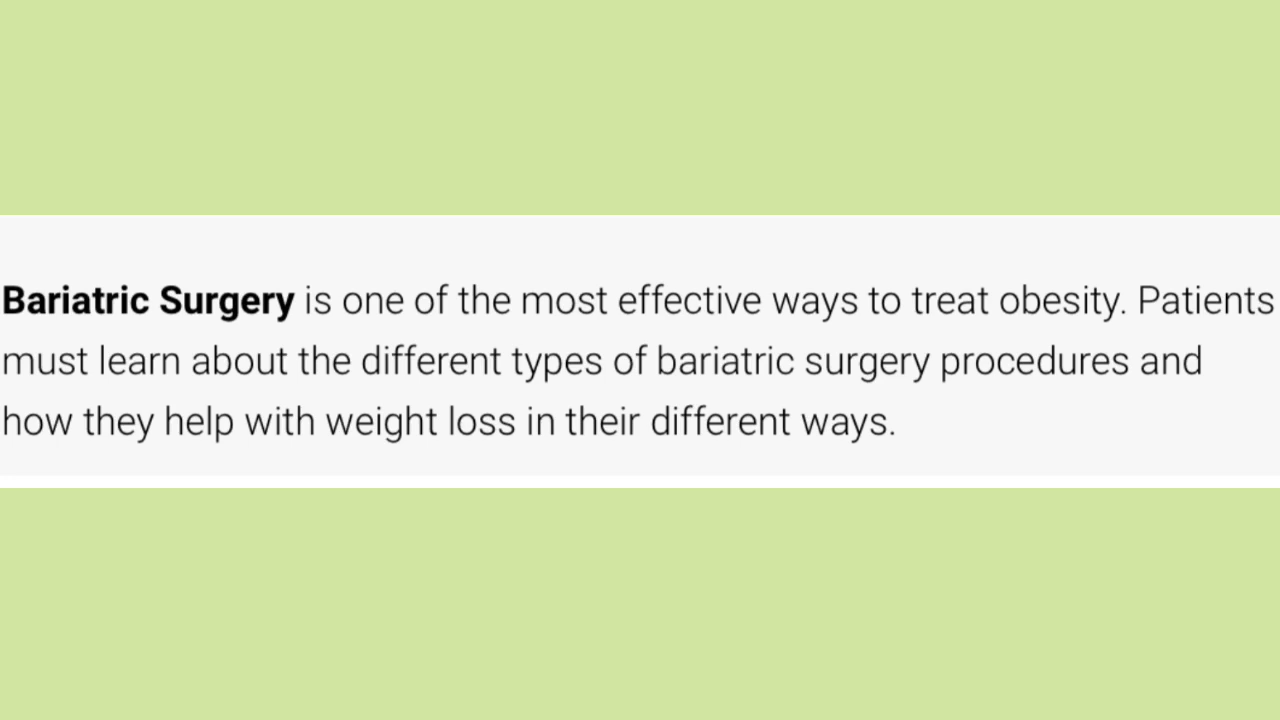 Bariatric Surgery is one of the most effective ways to treat obesity. Patients
must learn about the different types of bariatric surgery procedures and
how they help with weight loss in their different ways.